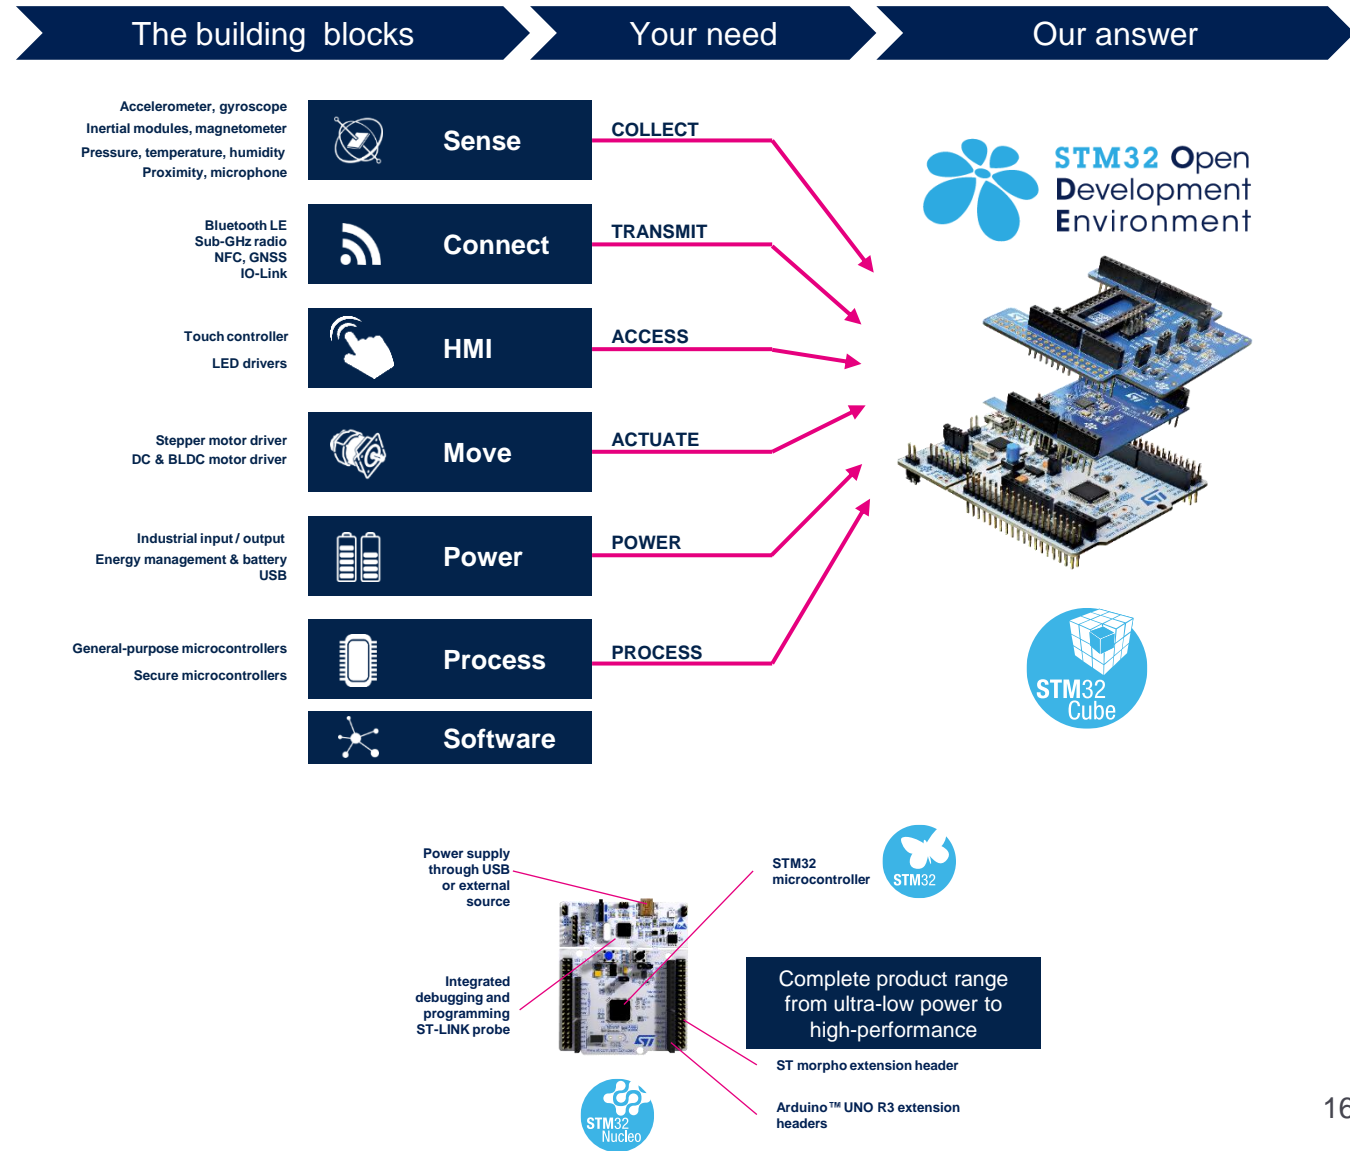 The building blocks
Your need
Our answer
Accelerometer, gyroscope
Inertial modules, magnetometer
Pressure, temperature, humidity
Proximity, microphone
Sense
COLLECT
STM32 Open
Development
Environment
Bluetooth LE
Sub-GHz radio
NFC, GNSS
IO-Link
Connect
TRANSMIT
Touch controller
LED drivers
HMI
ACCESS
Stepper motor driver
DC & BLDC motor driver
Move
ACTUATE
Industrial input / output
Energy management & battery
USB
Power
POWER
General-purpose microcontrollers
Secure microcontrollers
Process
PROCESS
STM32
Cube
Software
Power supply
through USB
or external
source
STM32
microcontroller
STM32
Integrated
debugging and
programming
ST-LINK probe
Complete product range
from ultra-low power to
high-performance
ST morpho extension header
Arduino™ UNO R3 extension
headers
STM32
Nucleo
16